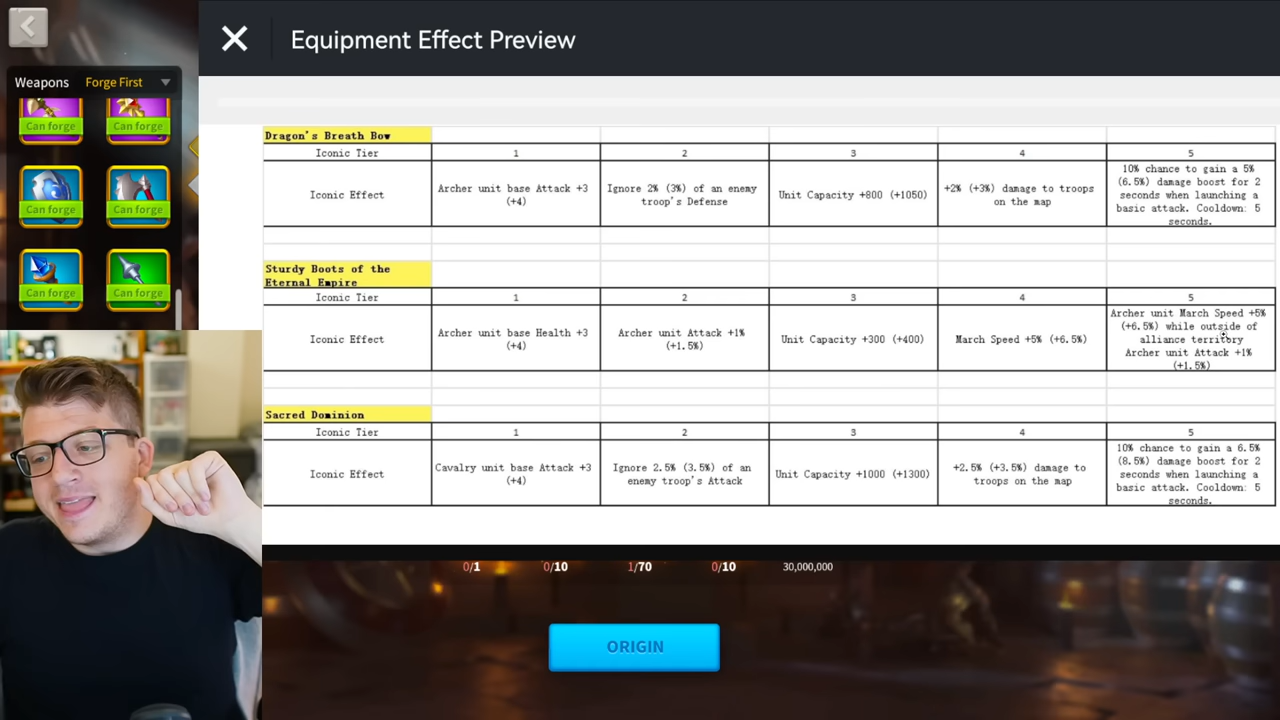 Equipment Effect Preview
Weapons Forge First
Can forge Can forge
Can forge Can forge
Can forge Can forge
Dragon's Breath Bow
Iconic Tier 1 2 3 4 5
Iconic Effect
Archer unit base Attack +3
(+4)
Ignore 2% (3%) of an enemy
troop's Defense
Unit Capacity +800 (+1050)
+2% (+3%) damage to troops
on the map
10% chance to gain a 5%
(6.5%) damage boost for 2
seconds when launching a
basic attack. Cooldown: 5
seconds.
Sturdy Boots of the
Eternal Empire
Iconic Tier 1 2 3 4 5
Iconic Effect
Archer unit base Health +3
(+4)
Archer unit Attack +1%
(+1.5%)
Unit Capacity +300 (+400)
March Speed +5% (+6.5%)
Archer unit March Speed +5%
(+6.5%) while outside of
alliance territory
Archer unit Attack +1%
(+1.5%)
Sacred Dominion
Iconic Tier 1 2 3 4 5
Iconic Effect
Cavalry unit base Attack +3
(+4)
Ignore 2.5% (3.5%) of an
enemy troop's Attack
Unit Capacity +1000 (+1300)
+2.5% (+3.5%) damage to
troops on the map
10% chance to gain a 6.5%
(8.5%) damage boost for 2
seconds when launching a
basic attack. Cooldown: 5
seconds.
0/1 0/10 1/70 0/10 30,000,000
ORIGIN